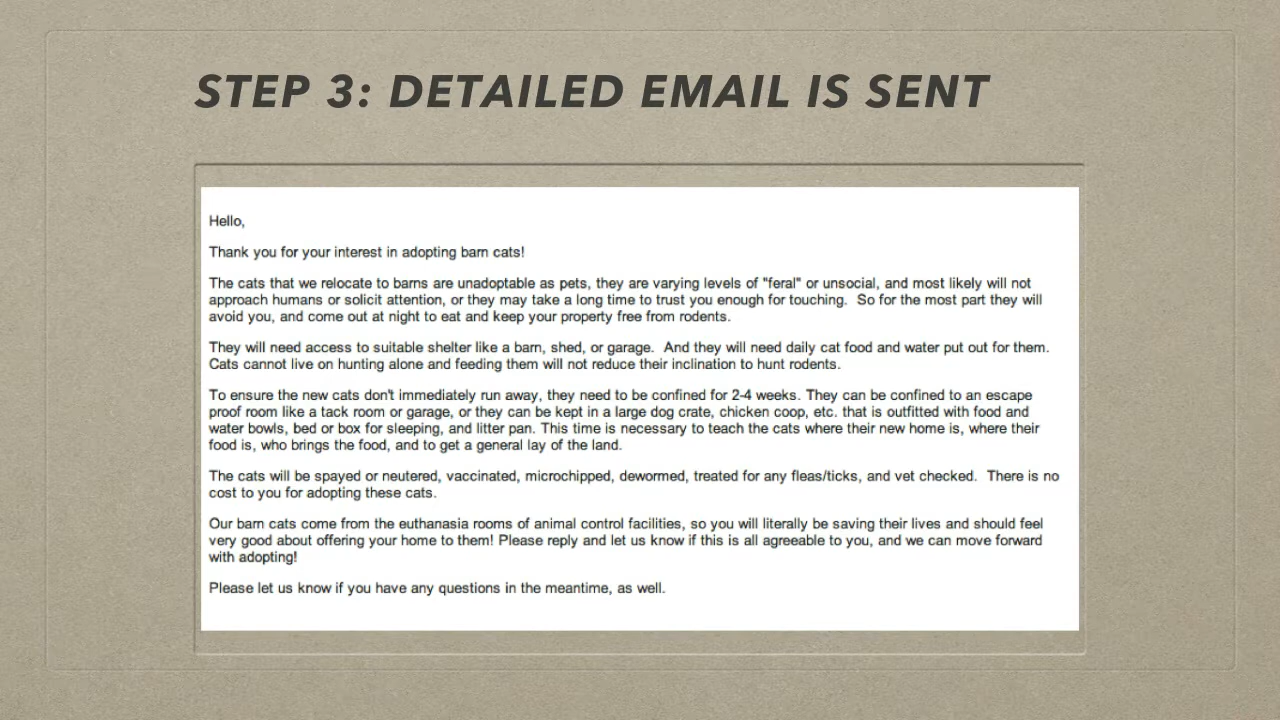 STEP 3: DETAILED EMAIL IS SENT
Hello,
Thank you for your interest in adopting barn cats!
The cats that we relocate to barns are unadoptable as pets, they are varying levels of "feral" or unsocial, and most likely will not
approach humans or solicit attention, or they may take a long time to trust you enough for touching.  So for the most part they will
avoid you, and come out at night to eat and keep your property free from rodents.
They will need access to suitable shelter like a barn, shed, or garage.  And they will need daily cat food and water put out for them.
Cats cannot live on hunting alone and feeding them will not reduce their inclination to hunt rodents.
To ensure the new cats don't immediately run away, they need to be confined for 2-4 weeks. They can be confined to an escape
proof room like a tack room or garage, or they can be kept in a large dog crate, chicken coop, etc. that is outfitted with food and
water bowls, bed or box for sleeping, and litter pan. This time is necessary to teach the cats where their new home is, where their
food is, who brings the food, and to get a general lay of the land.
The cats will be spayed or neutered, vaccinated, microchipped, dewormed, treated for any fleas/ticks, and vet checked.  There is no
cost to you for adopting these cats.
Our barn cats come from the euthanasia rooms of animal control facilities, so you will literally be saving their lives and should feel
very good about offering your home to them! Please reply and let us know if this is all agreeable to you, and we can move forward
with adopting!
Please let us know if you have any questions in the meantime, as well.